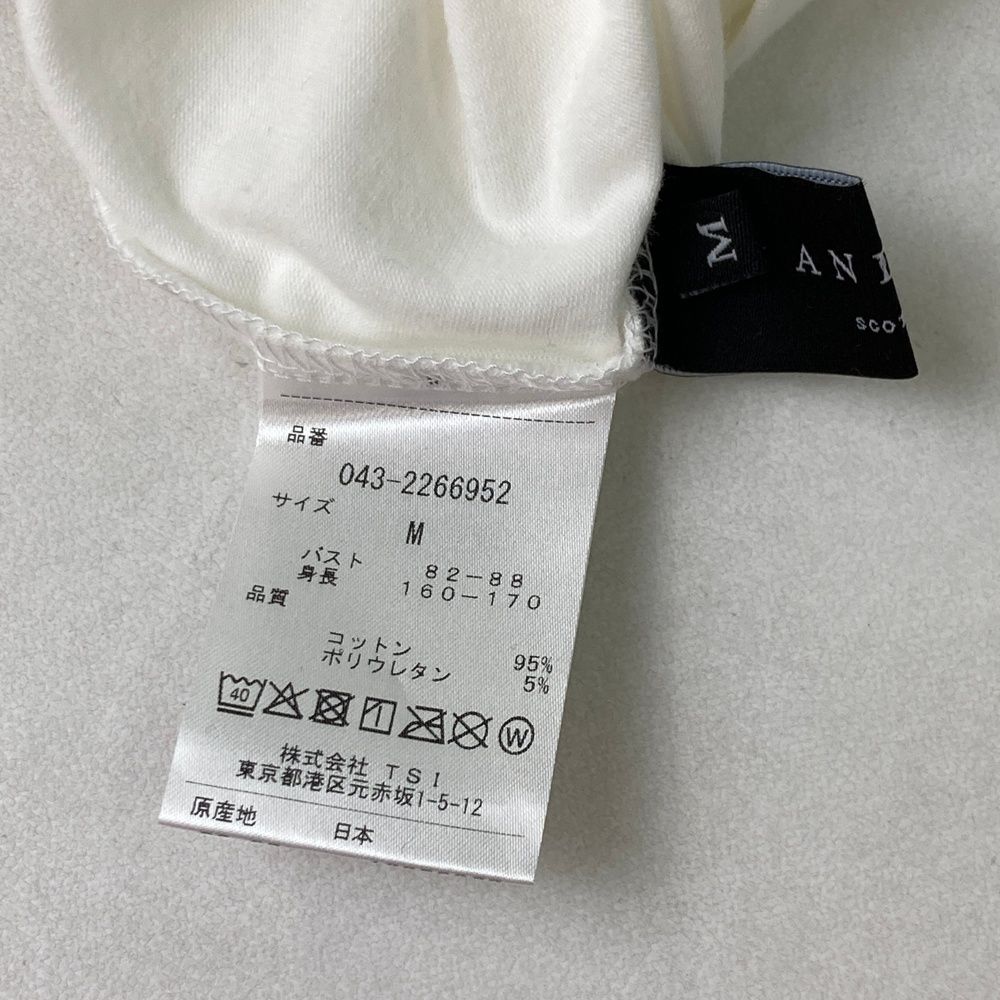 M
AN
SCO
品番
043-2266952
サイズ
M
バスト 82-88
身長 160-170
品質
コットン 95%
ポリウレタン 5%
40
1
W
株式会社 TSI
東京都港区元赤坂1-5-12
原産地 日本